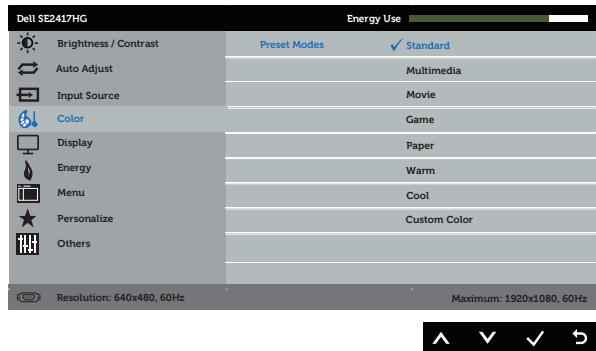 Dell SE2417HG Energy Use
Brightness / Contrast Preset Modes Standard
Auto Adjust Multimedia
Input Source Movie
Color Game
Display Paper
Energy Warm
Menu Cool
Personalize Custom Color
Others
Resolution: 640x480, 60Hz Maximum: 1920x1080, 60Hz